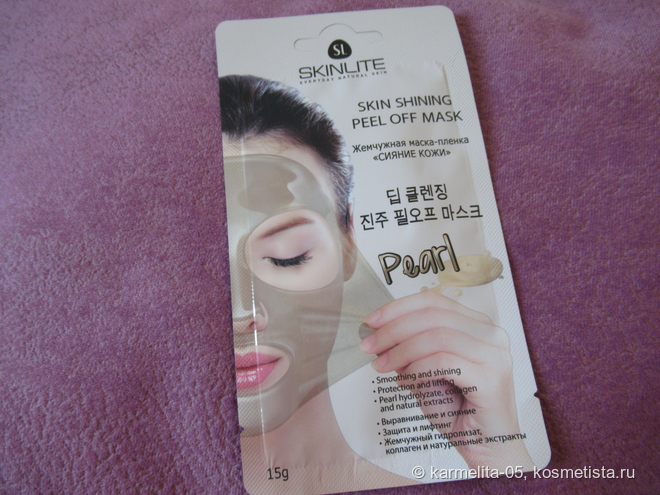 SL
SKINLITE
EVERYDAY NATURAL SKIN
SKIN SHINING
PEEL OFF MASK
Жемчужная маска-пленка
«СИЯНИЕ КОЖИ»
딥 클렌징
진주 필오프 마스크
Pearl
• Smoothing and shining
• Protection and lifting
• Pearl hydrolyzate, collagen
and natural extracts
• Выравнивание и сияние
• Защита и лифтинг
• Жемчужный гидролизат,
коллаген и натуральные экстракты
15g
© karmelita-05, kosmetista.ru